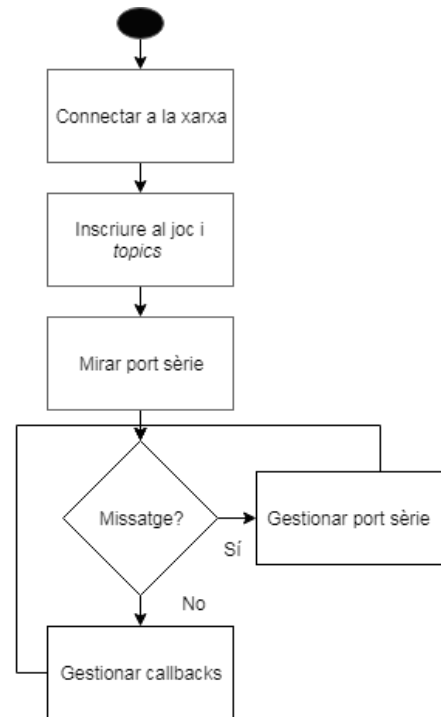 Connectar a la xarxa
Inscriure al joc i
topics
Mirar port sèrie
Missatge?
Gestionar port sèrie
Sí
No
Gestionar callbacks